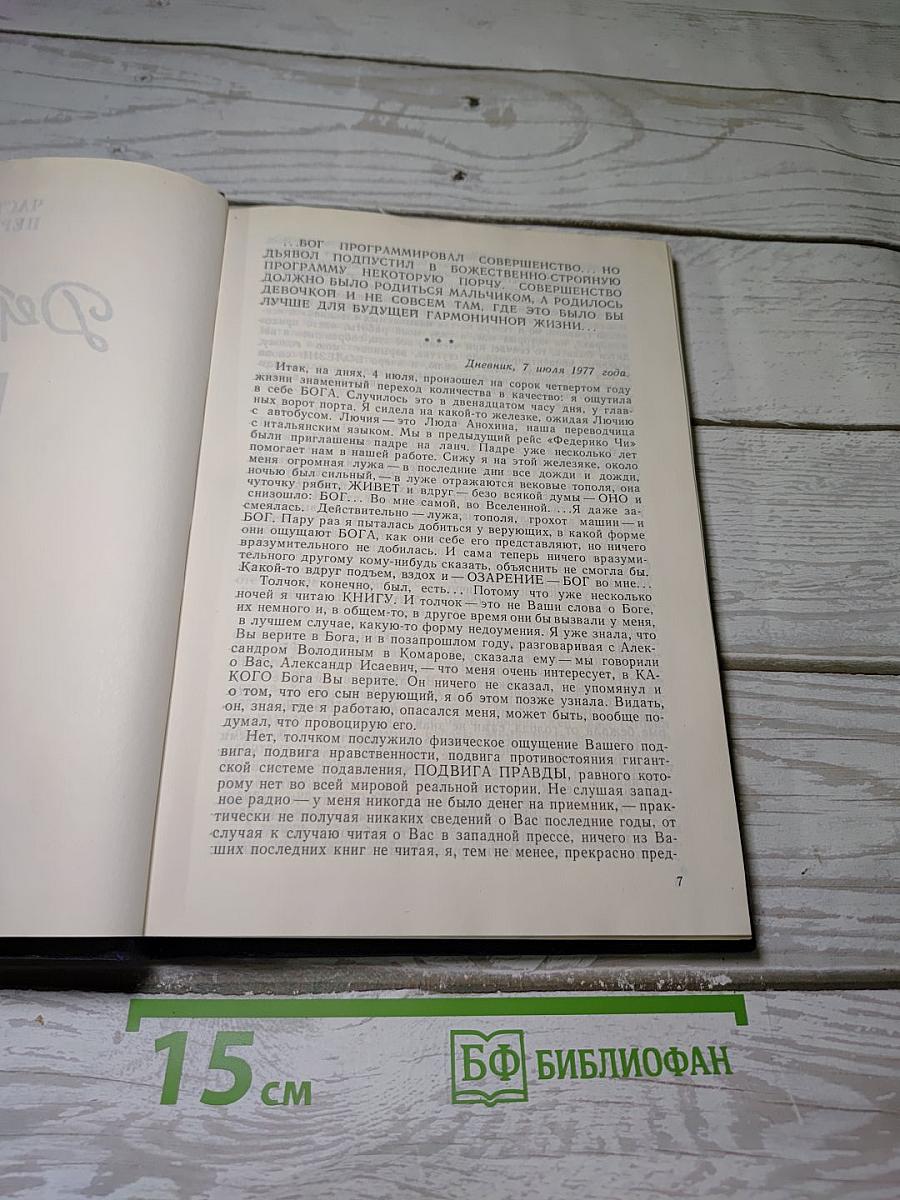 ...БОГ ПРОГРАММИРОВАЛ СОВЕРШЕНСТВО... НО
ДЬЯВОЛ ПОДПУСТИЛ В БОЖЕСТВЕННО-СТРОЙНУЮ
ПРОГРАММУ НЕКОТОРУЮ ПОРЧУ. СОВЕРШЕНСТВО
ДОЛЖНО БЫЛО РОДИТЬСЯ МАЛЬЧИКОМ, А РОДИЛОСЬ
ДЕВОЧКОЙ И НЕ СОВСЕМ ТАМ, ГДЕ ЭТО БЫЛО БЫ
ЛУЧШЕ ДЛЯ БУДУЩЕЙ ГАРМОНИЧНОЙ ЖИЗНИ...
* * *
Дневник, 7 июля 1977 года.
Итак, на днях, 4 июля, произошел на сорок четвертом году
жизни знаменитый переход количества в качество: я ощутила
в себе БОГА. Случилось это в двенадцатом часу дня, у глав-
ных ворот порта. Я сидела на какой-то железке, ожидая Лючию
с автобусом. Лючия — это Люда Анохина, наша переводчица
с итальянским языком. Мы в предыдущий рейс «Федерико Чи»
были приглашены падре на ланч. Падре уже несколько лет
помогает нам в нашей работе. Сижу я на этой железяке, около
меня огромная лужа — в последние дни все дожди и дожди,
ночью был сильный, — в луже отражаются вековые тополя, она
чуточку рябит, ЖИВЕТ и вдруг — безо всякой думы — ОНО и
снизошло: БОГ... Во мне самой, во Вселенной. ...Я даже за-
смеялась. Действительно — лужа, тополя, грохот машин — и
БОГ. Пару раз я пыталась добиться у верующих, в какой форме
они ощущают БОГА, как они себе его представляют, но ничего
вразумительного не добилась. И сама теперь ничего вразуми-
тельного другому кому-нибудь сказать, объяснить не смогла бы.
Какой-то вдруг подъем, вздох и — ОЗАРЕНИЕ — БОГ во мне...
Толчок, конечно, был, есть... Потому что уже несколько
ночей я читаю КНИГУ. И толчок — это не Ваши слова о Боге,
их немного и, в общем-то, в другое время они бы вызвали у меня,
в лучшем случае, какую-то форму недоумения. Я уже знала, что
Вы верите в Бога, и в позапрошлом году, разговаривая с Алек-
сандром Володиным в Комарове, сказала ему — мы говорили
о Вас, Александр Исаевич, — что меня очень интересует, в КА-
КОГО Бога Вы верите. Он ничего не сказал, не упомянул и
о том, что его сын верующий, я об этом позже узнала. Видать,
он, зная, где я работаю, опасался меня, может быть, вообще по-
думал, что провоцирую его.
Нет, толчком послужило физическое ощущение Вашего под-
вига, подвига нравственности, подвига противостояния гигант-
ской системе подавления, ПОДВИГА ПРАВДЫ, равного кото-
рому нет во всей мировой реальной истории. Не слушая запад-
ное радио — у меня никогда не было денег на приемник, — прак-
тически не получая никаких сведений о Вас последние годы, от
случая к случаю читая о Вас в западной прессе, ничего из Ва-
ших последних книг не читая, я, тем не менее, прекрасно пред-
7
15 см
БФ БИБЛИОФАН